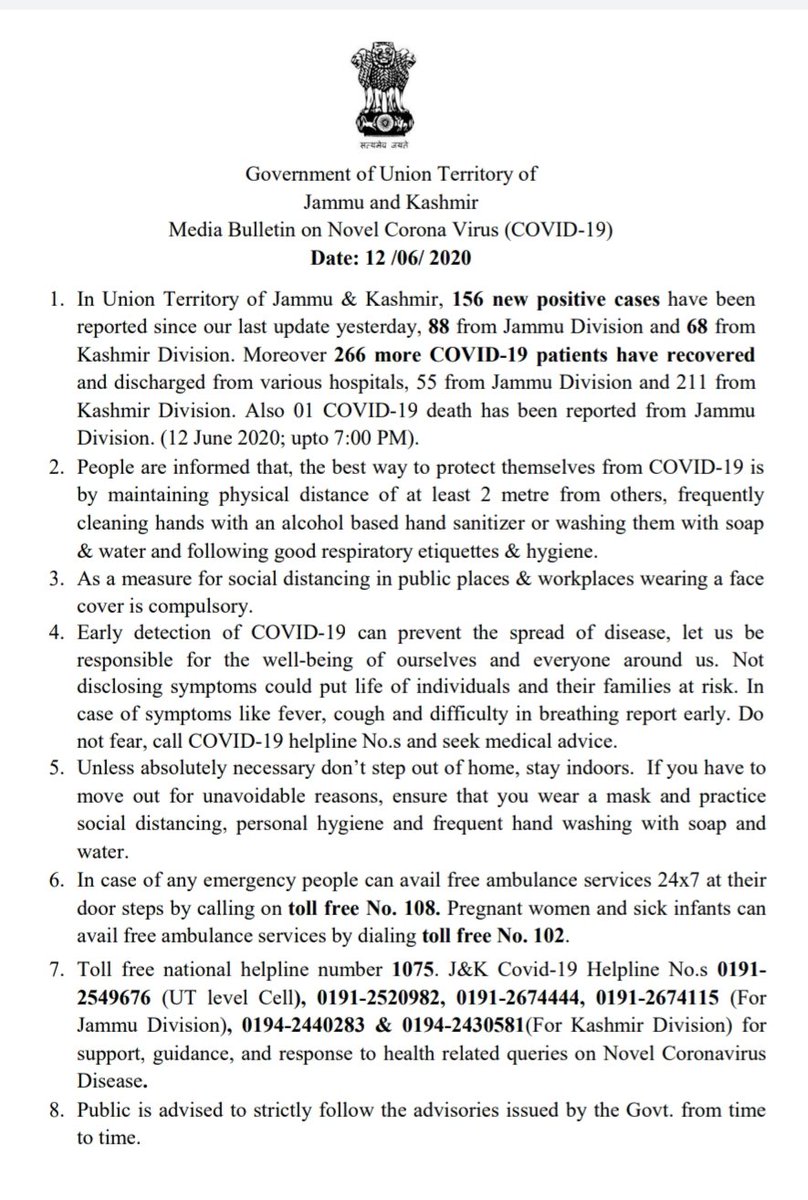 सत्यमेव जयते
Government of Union Territory of
Jammu and Kashmir
Media Bulletin on Novel Corona Virus (COVID-19)
Date: 12 /06/ 2020
1. In Union Territory of Jammu & Kashmir, 156 new positive cases have been
reported since our last update yesterday, 88 from Jammu Division and 68 from
Kashmir Division. Moreover 266 more COVID-19 patients have recovered
and discharged from various hospitals, 55 from Jammu Division and 211 from
Kashmir Division. Also 01 COVID-19 death has been reported from Jammu
Division. (12 June 2020; upto 7:00 PM).
2. People are informed that, the best way to protect themselves from COVID-19 is
by maintaining physical distance of at least 2 metre from others, frequently
cleaning hands with an alcohol based hand sanitizer or washing them with soap
& water and following good respiratory etiquettes & hygiene.
3. As a measure for social distancing in public places & workplaces wearing a face
cover is compulsory.
4. Early detection of COVID-19 can prevent the spread of disease, let us be
responsible for the well-being of ourselves and everyone around us. Not
disclosing symptoms could put life of individuals and their families at risk. In
case of symptoms like fever, cough and difficulty in breathing report early. Do
not fear, call COVID-19 helpline No.s and seek medical advice.
5. Unless absolutely necessary don’t step out of home, stay indoors. If you have to
move out for unavoidable reasons, ensure that you wear a mask and practice
social distancing, personal hygiene and frequent hand washing with soap and
water.
6. In case of any emergency people can avail free ambulance services 24x7 at their
door steps by calling on toll free No. 108. Pregnant women and sick infants can
avail free ambulance services by dialing toll free No. 102.
7. Toll free national helpline number 1075. J&K Covid-19 Helpline No.s 0191-
2549676 (UT level Cell), 0191-2520982, 0191-2674444, 0191-2674115 (For
Jammu Division), 0194-2440283 & 0194-2430581(For Kashmir Division) for
support, guidance, and response to health related queries on Novel Coronavirus
Disease.
8. Public is advised to strictly follow the advisories issued by the Govt. from time
to time.